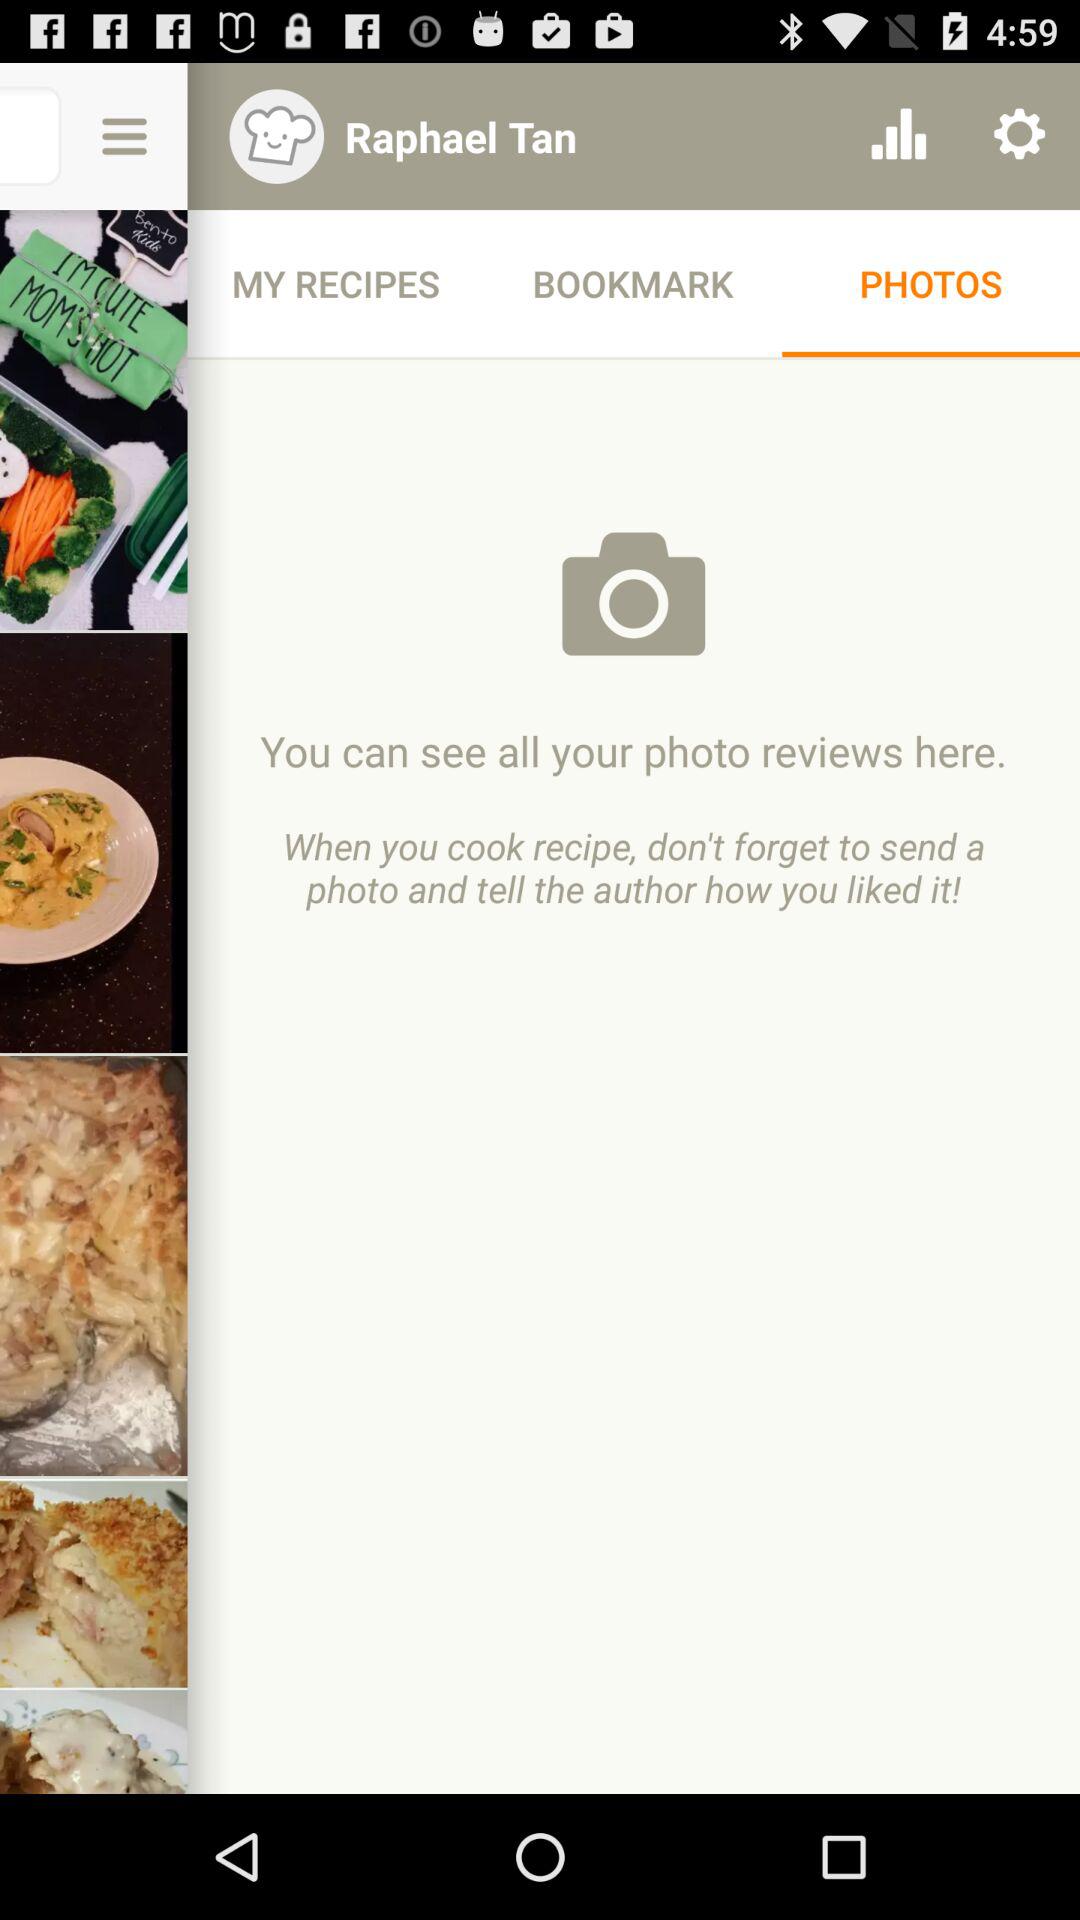 4:59
Raphael Tan
Bento
Kids
I'M CUTE
MOM'S HOT
MY RECIPES BOOKMARK PHOTOS
You can see all your photo reviews here.
When you cook recipe, don't forget to send a
photo and tell the author how you liked it!